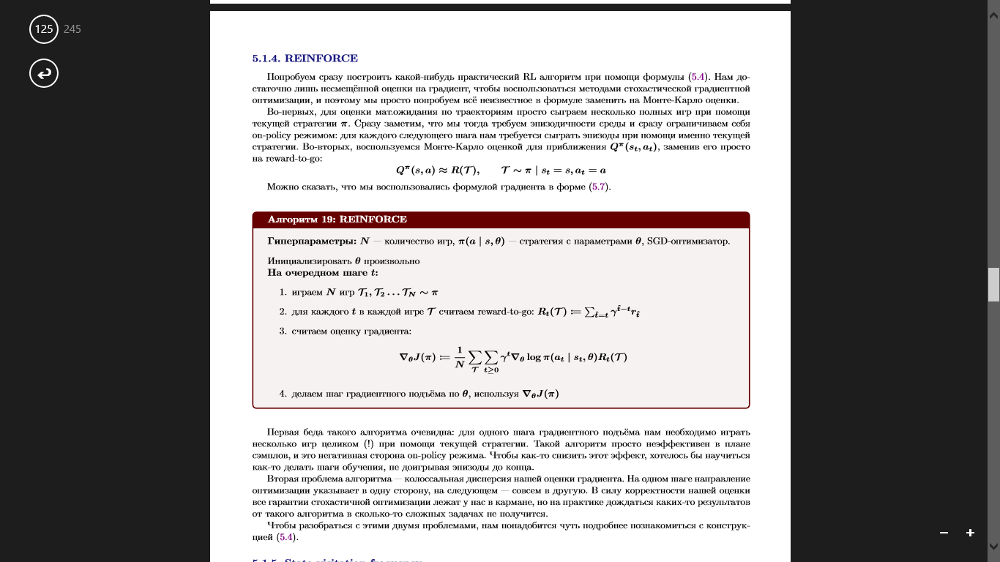 125 245
5.1.4. REINFORCE
Попробуем сразу построить какой-нибудь практический RL алгоритм при помощи формулы (5.4). Нам до-
статочно лишь несмещённой оценки на градиент, чтобы воспользоваться методами стохастической градиентной
оптимизации, и поэтому мы просто попробуем всё неизвестное в формуле заменить на Монте-Карло оценки.
Во-первых, для оценки мат.ожидания по траекториям просто сыграем несколько полных игр при помощи
текущей стратегии π. Сразу заметим, что мы тогда требуем эпизодичности среды и сразу ограничиваем себя
on-policy режимом: для каждого следующего шага нам требуется сыграть эпизоды при помощи именно текущей
стратегии. Во-вторых, воспользуемся Монте-Карло оценкой для приближения Q^π(s_t, a_t), заменив его просто
на reward-to-go:
Q^π(s, a) ≈ R(𝒯), 𝒯 ∼ π | s_t = s, a_t = a
Можно сказать, что мы воспользовались формулой градиента в форме (5.7).
Алгоритм 19: REINFORCE
Гиперпараметры: N — количество игр, π(a | s, θ) — стратегия с параметрами θ, SGD-оптимизатор.
Инициализировать θ произвольно
На очередном шаге t:
1. играем N игр 𝒯_1, 𝒯_2 … 𝒯_N ∼ π
2. для каждого t в каждой игре 𝒯 считаем reward-to-go: R_t(𝒯) := ∑_{t̂=t} γ^{t̂−t} r_{t̂}
3. считаем оценку градиента:
∇_θ J(π) := 1/N ∑_𝒯 ∑_{t≥0} γ^t ∇_θ log π(a_t | s_t, θ) R_t(𝒯)
4. делаем шаг градиентного подъёма по θ, используя ∇_θ J(π)
Первая беда такого алгоритма очевидна: для одного шага градиентного подъёма нам необходимо играть
несколько игр целиком (!) при помощи текущей стратегии. Такой алгоритм просто неэффективен в плане
сэмплов, и это негативная сторона on-policy режима. Чтобы как-то снизить этот эффект, хотелось бы научиться
как-то делать шаги обучения, не доигрывая эпизоды до конца.
Вторая проблема алгоритма — колоссальная дисперсия нашей оценки градиента. На одном шаге направление
оптимизации указывает в одну сторону, на следующем — совсем в другую. В силу корректности нашей оценки
все гарантии стохастичной оптимизации лежат у нас в кармане, но на практике дождаться каких-то результатов
от такого алгоритма в сколько-то сложных задачах не получится.
Чтобы разобраться с этими двумя проблемами, нам понадобится чуть подробнее познакомиться с конструк-
цией (5.4).
5.1.5. State visitation frequency